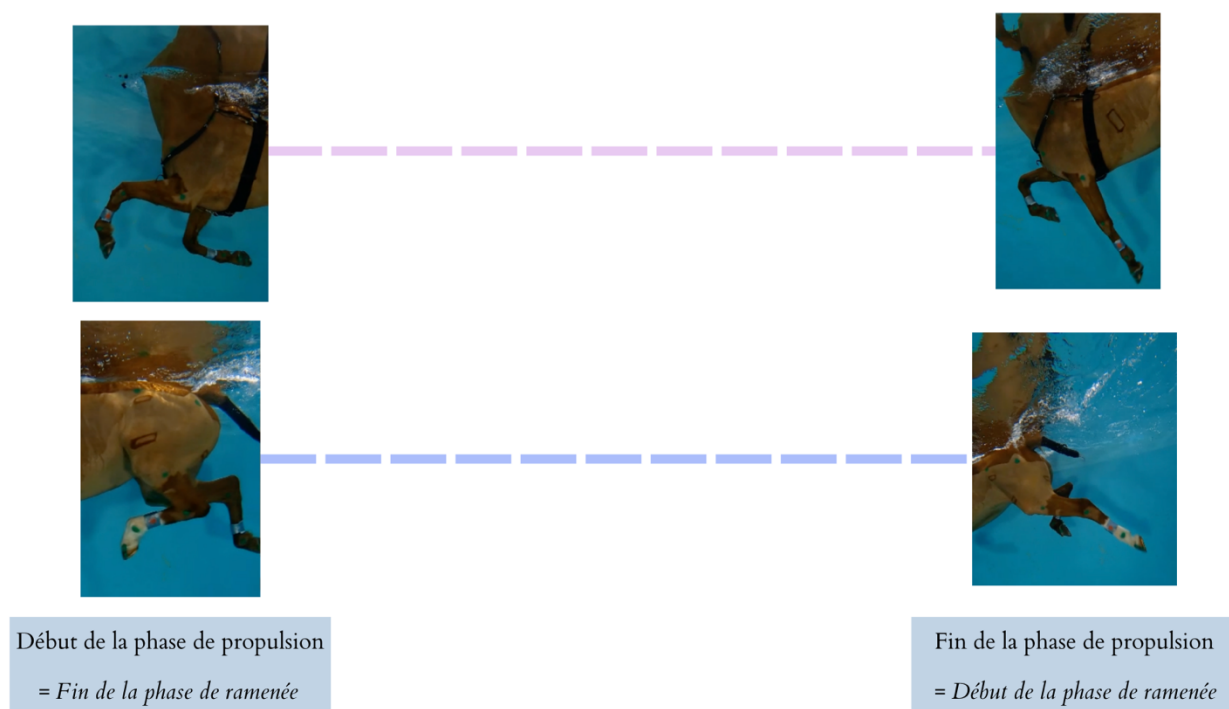 Début de la phase de propulsion
= Fin de la phase de ramenée
Fin de la phase de propulsion
= Début de la phase de ramenée